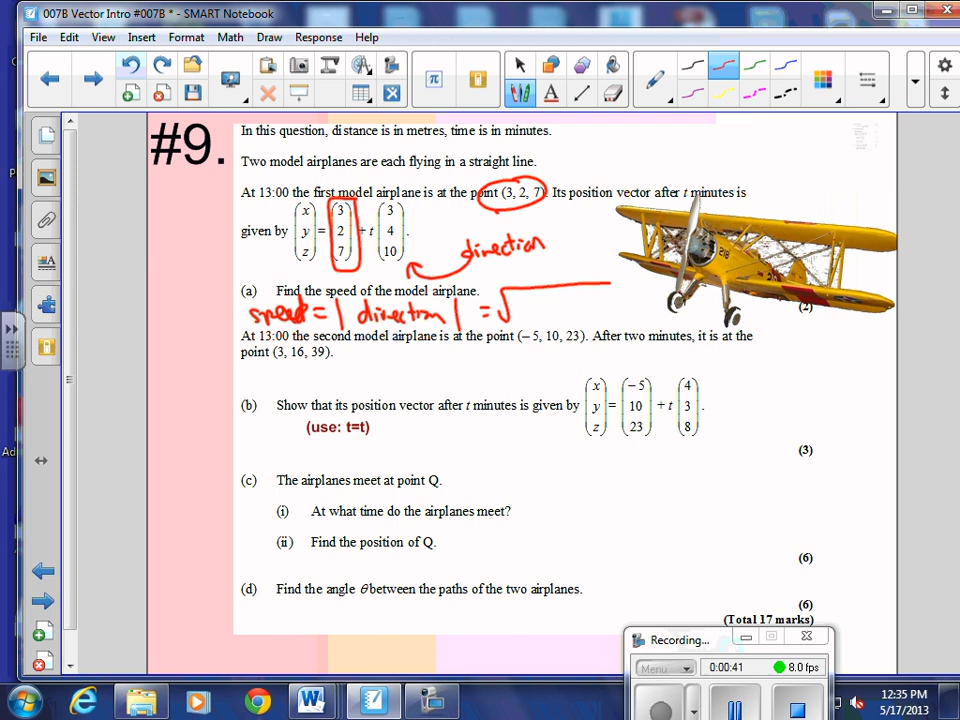 007B Vector Intro #007B * - SMART Notebook
File Edit View Insert Format Math Draw Response Help
#9.
In this question, distance is in metres, time is in minutes.
Two model airplanes are each flying in a straight line.
At 13:00 the first model airplane is at the point (3, 2, 7). Its position vector after t minutes is
x 3 3
given by y = 2 + t 4 .
z 7 10
direction
(a) Find the speed of the model airplane.
(2)
speed = | direction | = √
At 13:00 the second model airplane is at the point (– 5, 10, 23). After two minutes, it is at the
point (3, 16, 39).
x – 5 4
(b) Show that its position vector after t minutes is given by y = 10 + t 3 .
z 23 8
(use: t=t)
(3)
(c) The airplanes meet at point Q.
(i) At what time do the airplanes meet?
(ii) Find the position of Q.
(6)
(d) Find the angle θ between the paths of the two airplanes.
(6)
(Total 17 marks)
Recording...
Menu 0:00:41 8.0 fps
12:35 PM
5/17/2013